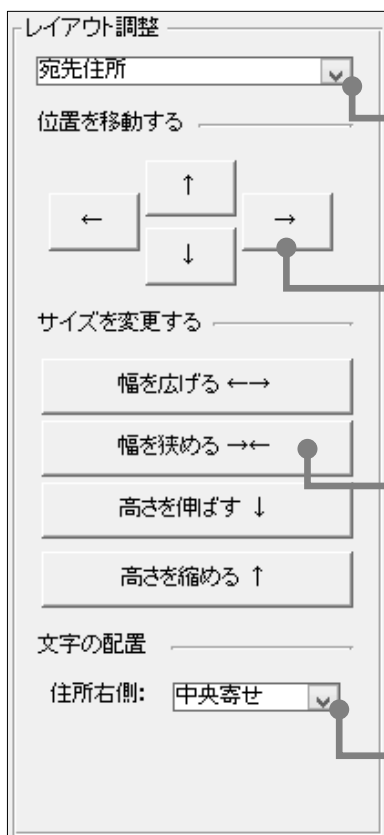 レイアウト調整
宛先住所
位置を移動する
↑
← →
↓
サイズを変更する
幅を広げる ←→
幅を狭める →←
高さを伸ばす ↓
高さを縮める ↑
文字の配置
住所右側: 中央寄せ